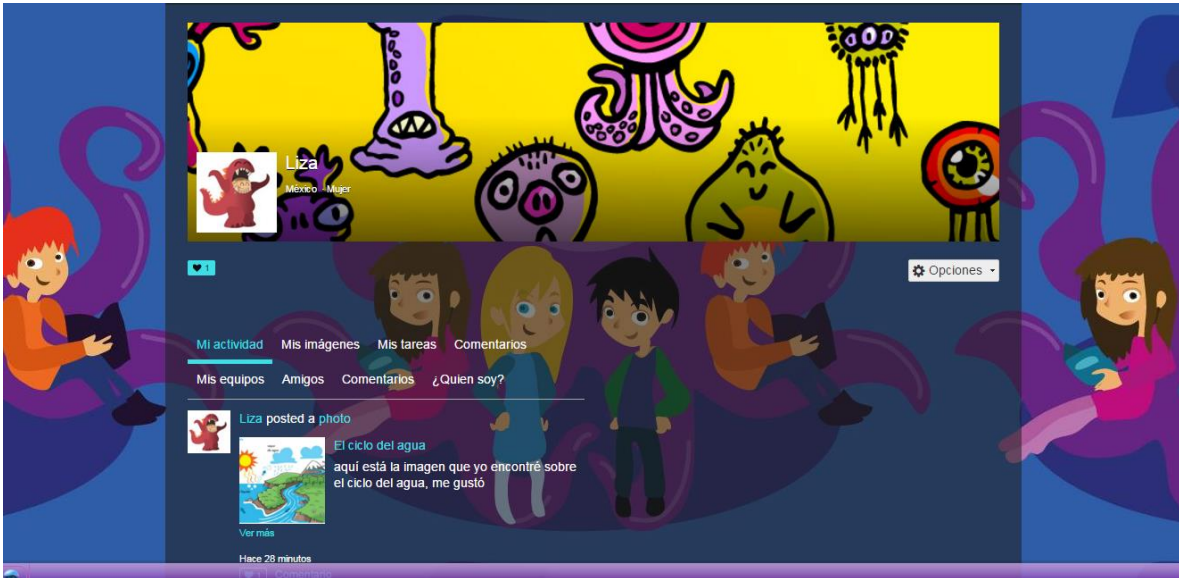 Liza
México - Mujer
1
Opciones
Mi actividad Mis imágenes Mis tareas Comentarios
Mis equipos Amigos Comentarios ¿Quien soy?
Liza posted a photo
El ciclo del agua
aquí está la imagen que yo encontré sobre
el ciclo del agua, me gustó
Ver más
Hace 28 minutos